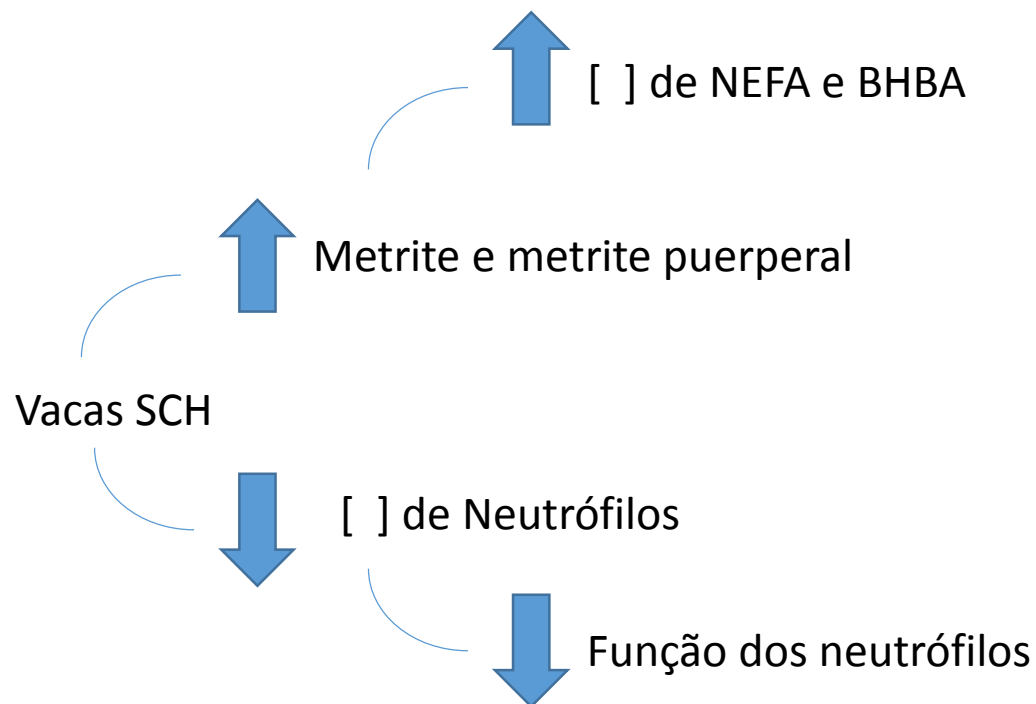 [ ] de NEFA e BHBA
Metrite e metrite puerperal
Vacas SCH
[ ] de Neutrófilos
Função dos neutrófilos